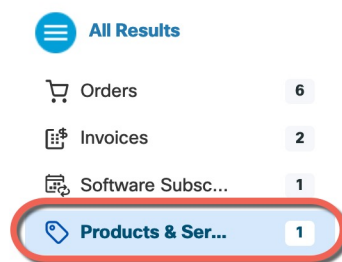 All Results
Orders 6
Invoices 2
Software Subsc... 1
Products & Ser... 1